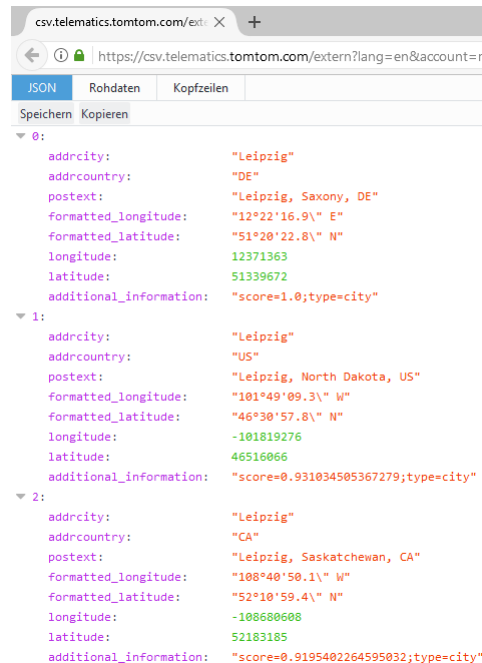 csv.telematics.tomtom.com/exte
https://csv.telematics.tomtom.com/extern?lang=en&account=
JSON Rohdaten Kopfzeilen
Speichern Kopieren
0:
addrcity: "Leipzig"
addrcountry: "DE"
postext: "Leipzig, Saxony, DE"
formatted_longitude: "12°22'16.9\" E"
formatted_latitude: "51°20'22.8\" N"
longitude: 12371363
latitude: 51339672
additional_information: "score=1.0;type=city"
1:
addrcity: "Leipzig"
addrcountry: "US"
postext: "Leipzig, North Dakota, US"
formatted_longitude: "101°49'09.3\" W"
formatted_latitude: "46°30'57.8\" N"
longitude: -101819276
latitude: 46516066
additional_information: "score=0.931034505367279;type=city"
2:
addrcity: "Leipzig"
addrcountry: "CA"
postext: "Leipzig, Saskatchewan, CA"
formatted_longitude: "108°40'50.1\" W"
formatted_latitude: "52°10'59.4\" N"
longitude: -108680608
latitude: 52183185
additional_information: "score=0.9195402264595032;type=city"